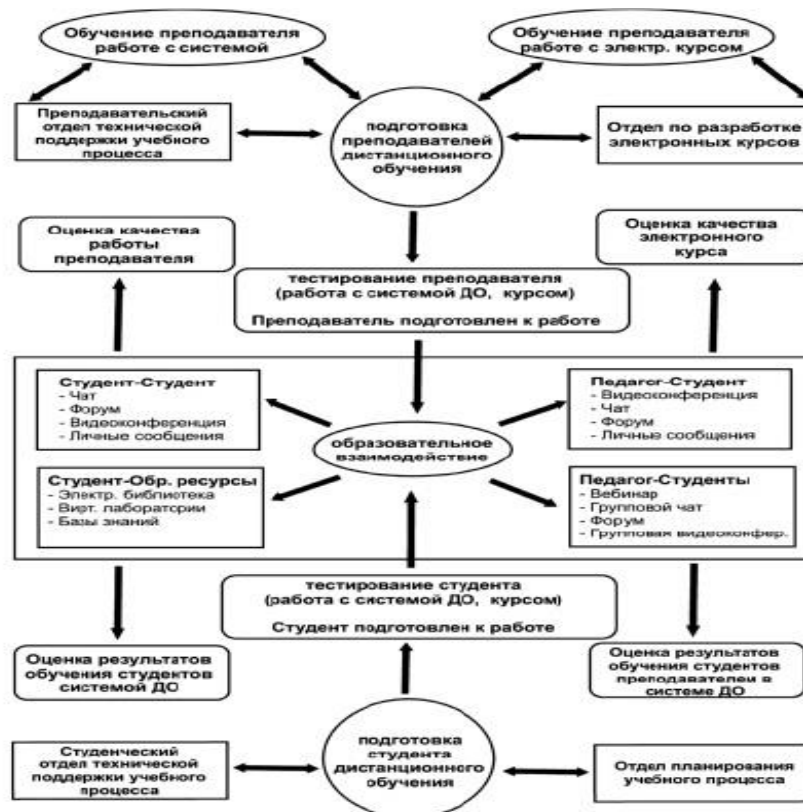 Обучение преподавателя
работе с системой
Обучение преподавателя
работе с электр. курсом
Преподавательский
отдел технической
поддержки учебного
процесса
подготовка
преподавателей
дистанционного
обучения
Отдел по разработке
электронных курсов
Оценка качества
работы
преподавателя
Оценка качества
электронного
курса
тестирование преподавателя
(работа с системой ДО, курсом)
Преподаватель подготовлен к работе
Студент-Студент
- Чат
- Форум
- Видеоконференция
- Личные сообщения
Педагог-Студент
- Видеоконференция
- Чат
- Форум
- Личные сообщения
образовательное
взаимодействие
Студент-Обр. ресурсы
- Электр. библиотека
- Вирт. лаборатории
- Базы знаний
Педагог-Студенты
- Вебинар
- Групповой чат
- Форум
- Групповая видеоконфер.
тестирование студента
(работа с системой ДО, курсом)
Студент подготовлен к работе
Оценка результатов
обучения студентов
системой ДО
Оценка результатов
обучения студентов
преподавателем в
системе ДО
Студенческий
отдел технической
поддержки учебного
процесса
подготовка
студента
дистанционного
обучения
Отдел планирования
учебного процесса